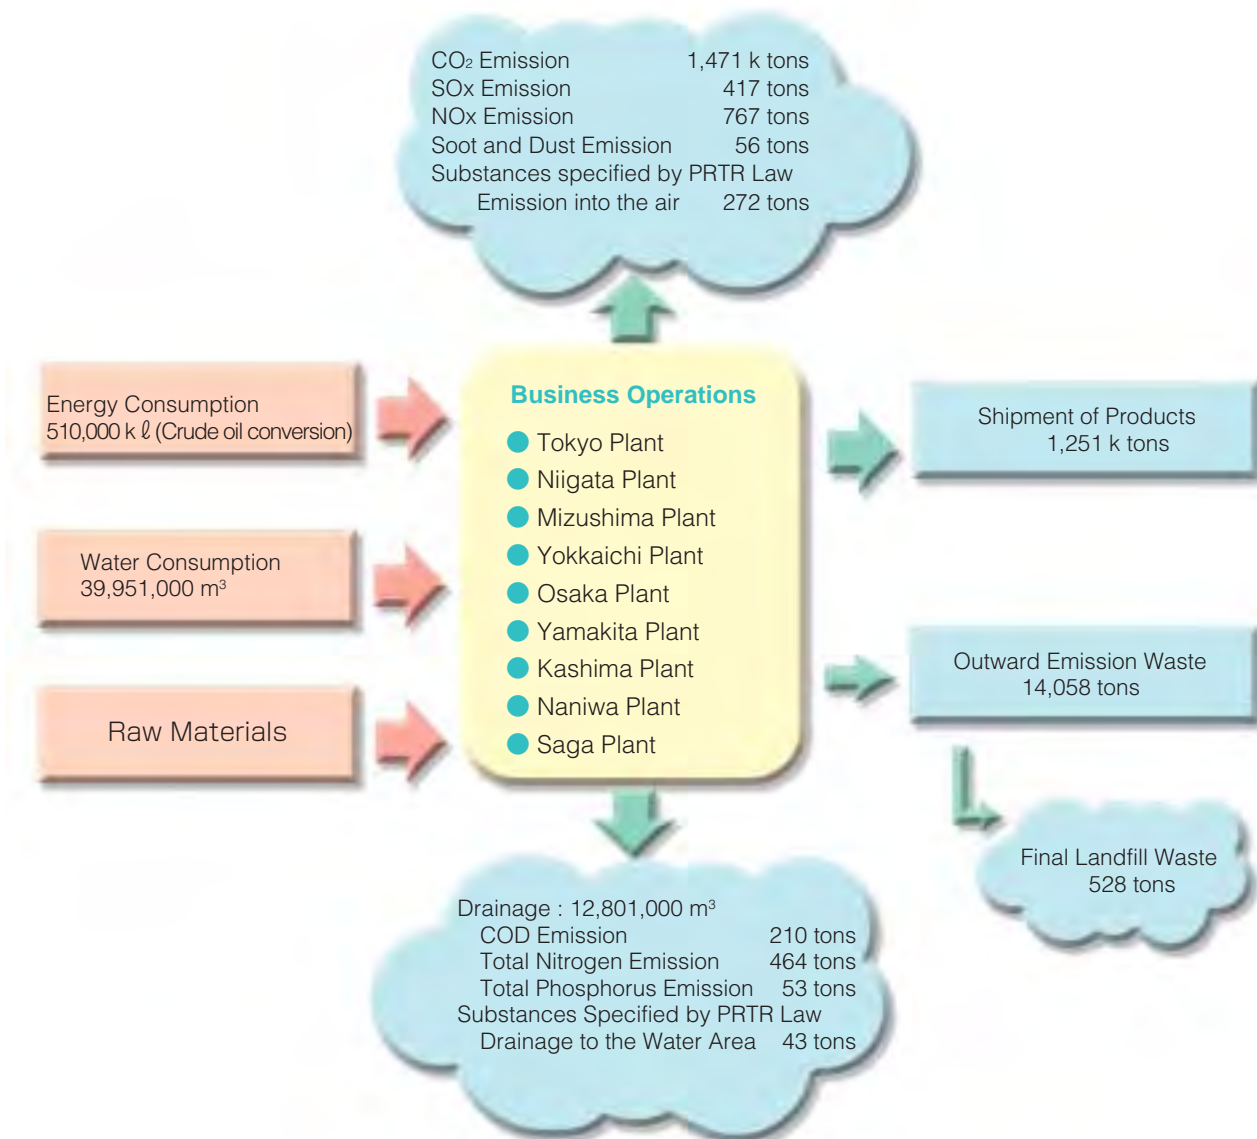 CO₂ Emission 1,471 k tons
SOx Emission 417 tons
NOx Emission 767 tons
Soot and Dust Emission 56 tons
Substances specified by PRTR Law
Emission into the air 272 tons
Energy Consumption
510,000 k ℓ (Crude oil conversion)
Water Consumption
39,951,000 m³
Raw Materials
Business Operations
● Tokyo Plant
● Niigata Plant
● Mizushima Plant
● Yokkaichi Plant
● Osaka Plant
● Yamakita Plant
● Kashima Plant
● Naniwa Plant
● Saga Plant
Shipment of Products
1,251 k tons
Outward Emission Waste
14,058 tons
Final Landfill Waste
528 tons
Drainage : 12,801,000 m³
COD Emission 210 tons
Total Nitrogen Emission 464 tons
Total Phosphorus Emission 53 tons
Substances Specified by PRTR Law
Drainage to the Water Area 43 tons